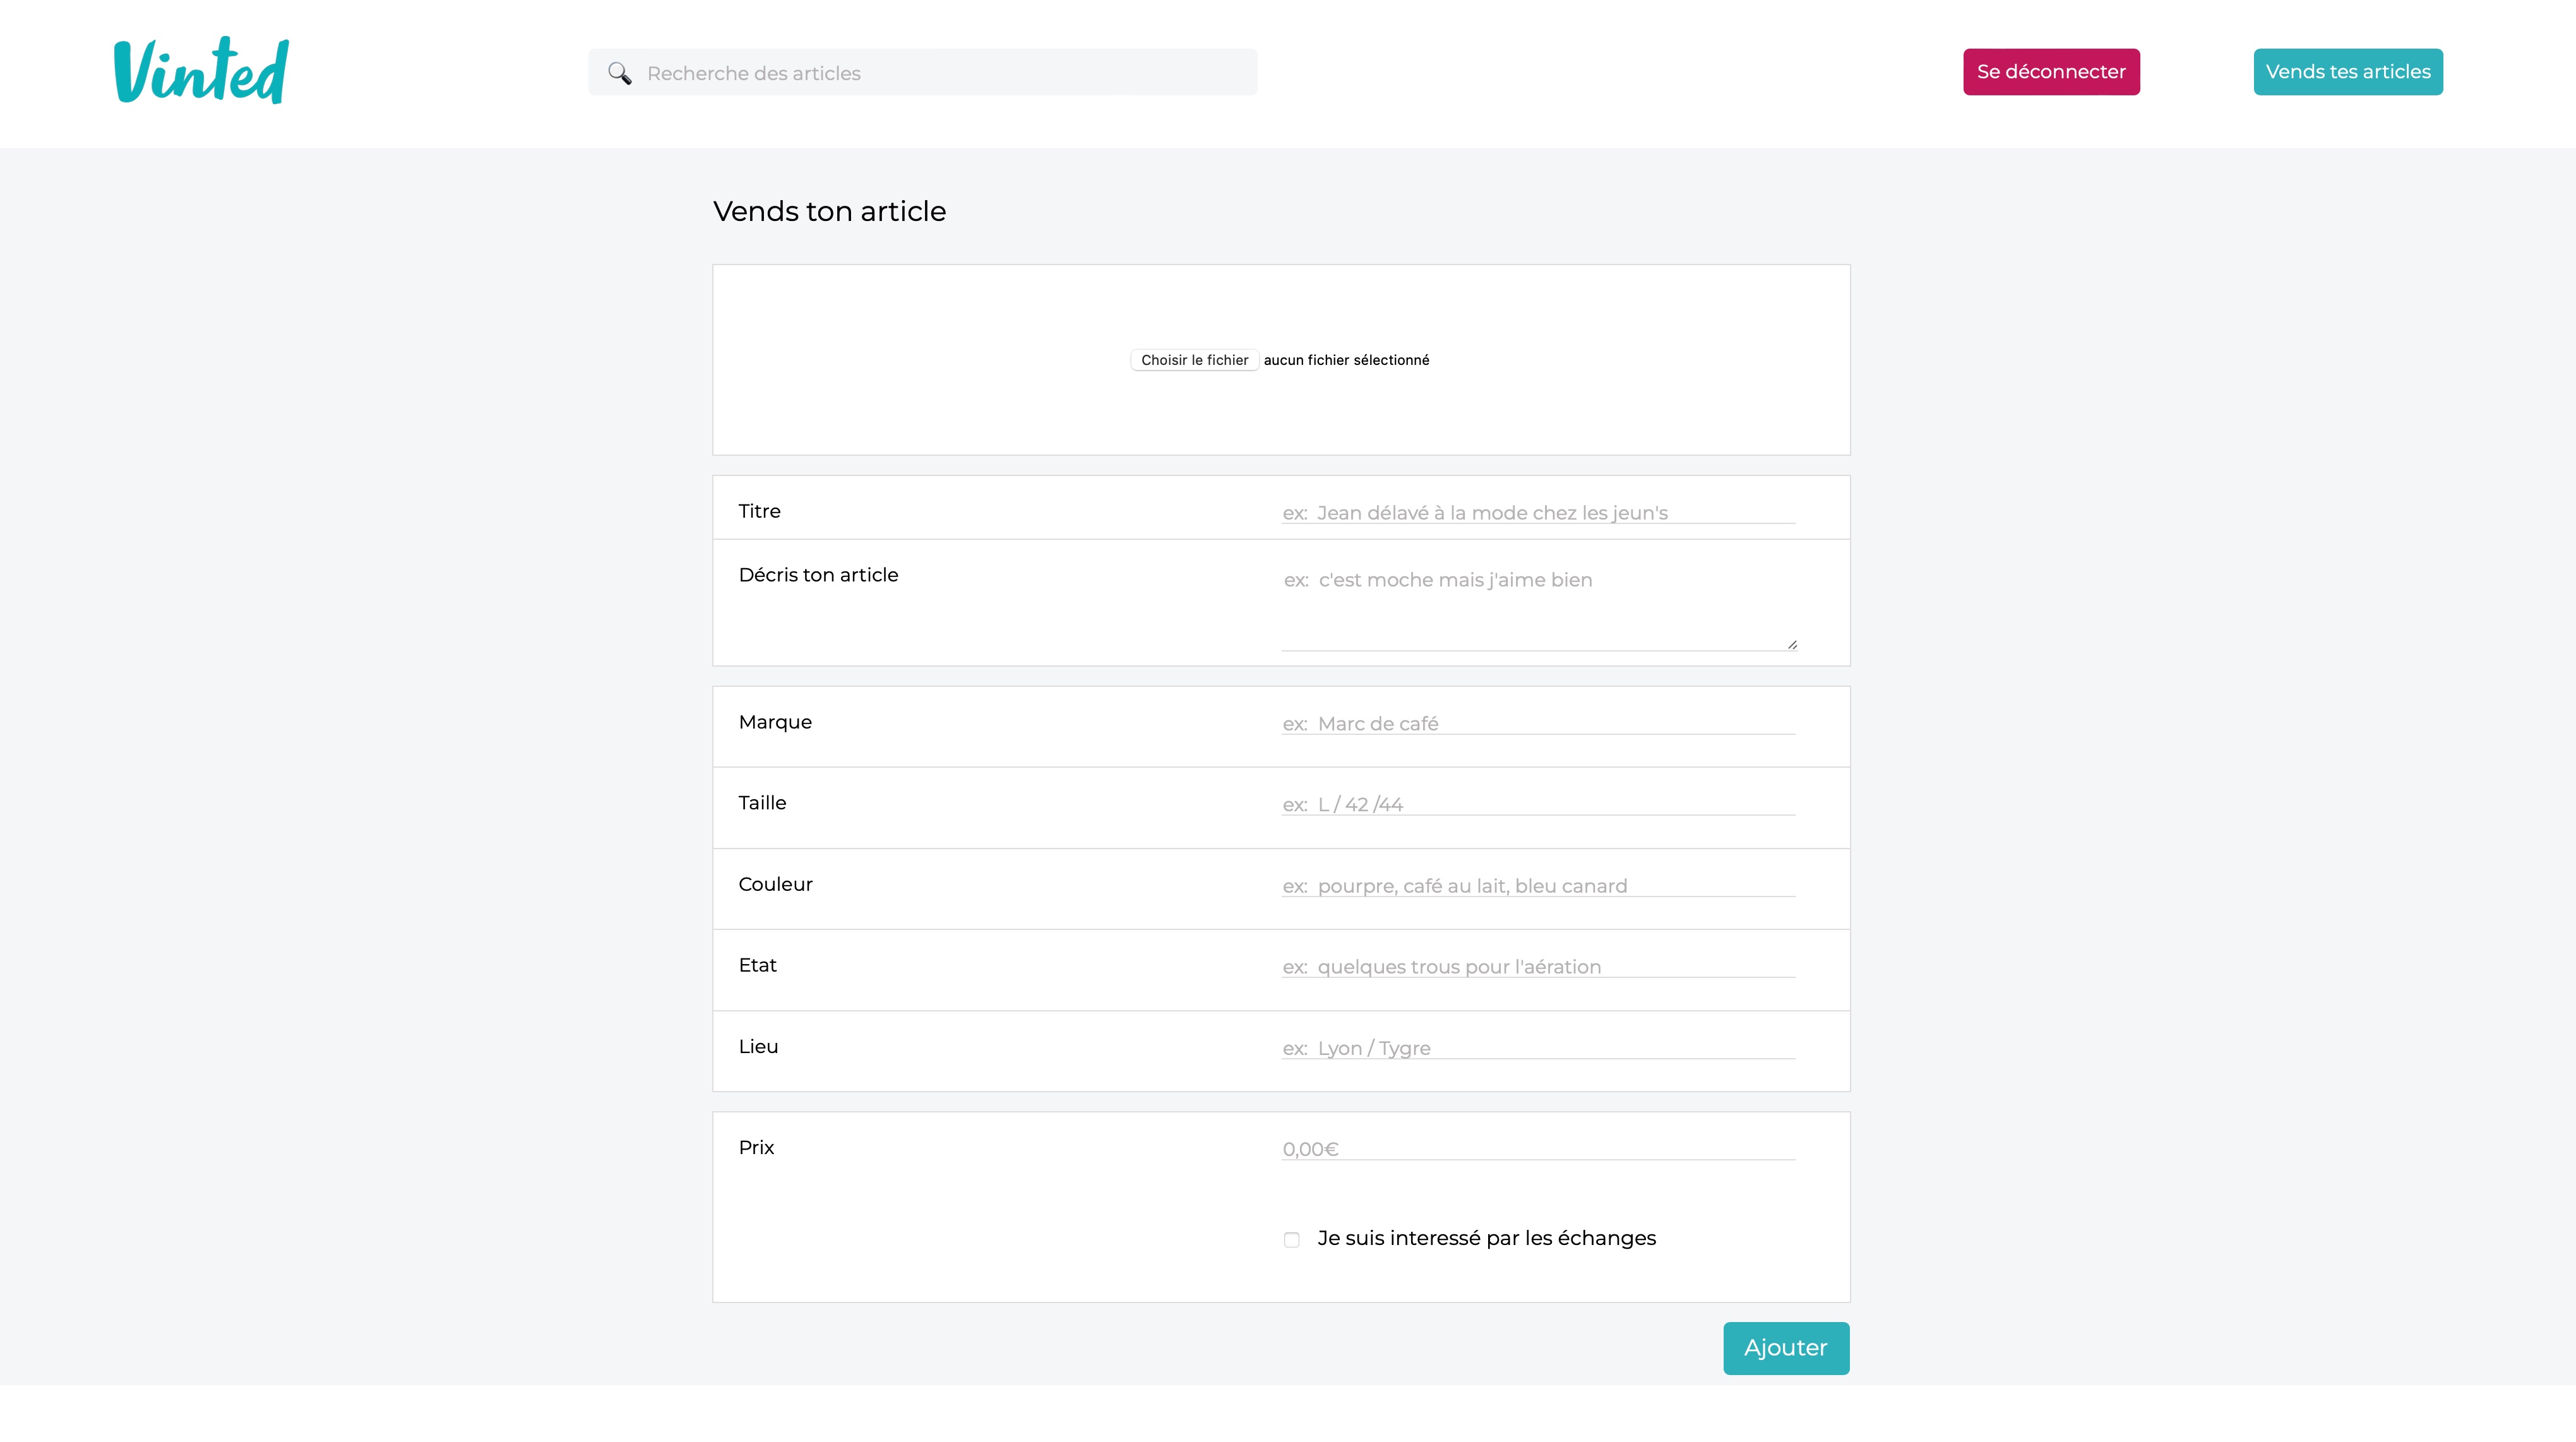 Vinted
Recherche des articles
Se déconnecter
Vends tes articles
Vends ton article
Choisir le fichier aucun fichier sélectionné
Titre
ex: Jean délavé à la mode chez les jeun's
Décris ton article
ex: c'est moche mais j'aime bien
Marque
ex: Marc de café
Taille
ex: L / 42 /44
Couleur
ex: pourpre, café au lait, bleu canard
Etat
ex: quelques trous pour l'aération
Lieu
ex: Lyon / Tygre
Prix
0,00€
Je suis interessé par les échanges
Ajouter